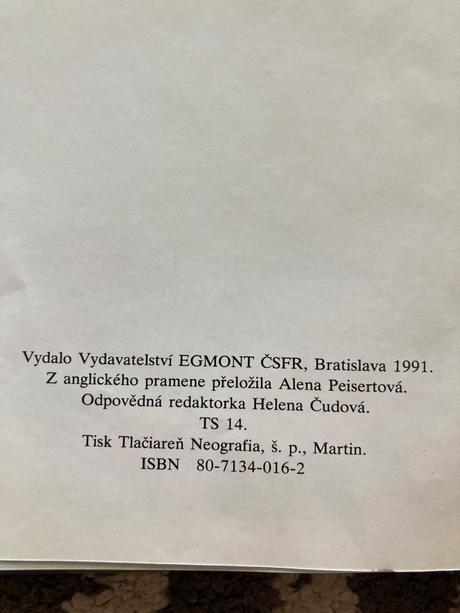 Vydalo Vydavatelství EGMONT ČSFR, Bratislava 1991.
Z anglického pramene přeložila Alena Peisertová.
Odpovědná redaktorka Helena Čudová.
TS 14.
Tisk Tlačiareň Neografia, š. p., Martin.
ISBN 80-7134-016-2